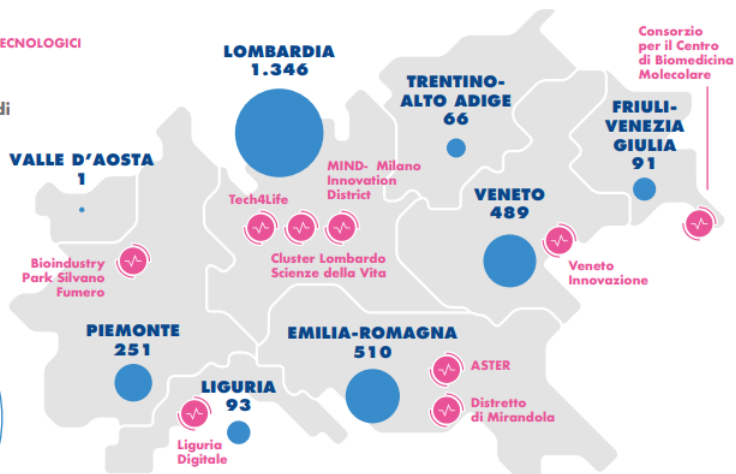 ECNOLOGICI
di
LOMBARDIA
1.346
TRENTINO-
ALTO ADIGE
66
Consorzio
per il Centro
di Biomedicina
Molecolare
FRIULI-
VENEZIA
GIULIA
91
VALLE D'AOSTA
1
MIND- Milano
Innovation
District
Tech4Life
Cluster Lombardo
Scienze della Vita
VENETO
489
Veneto
Innovazione
Bioindustry
Park Silvano
Fumero
PIEMONTE
251
EMILIA-ROMAGNA
510
ASTER
Distretto
di Mirandola
LIGURIA
93
Liguria
Digitale